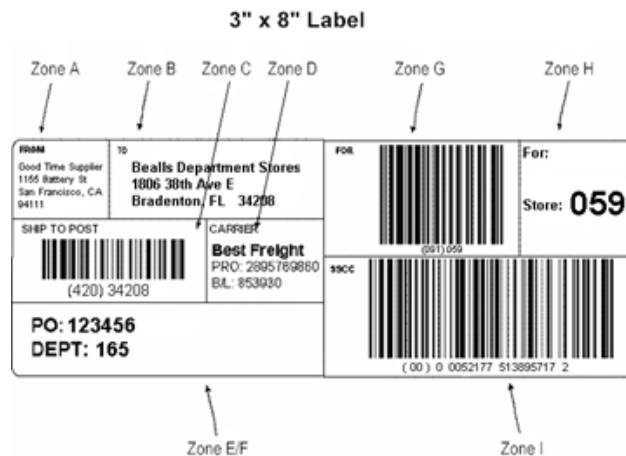 3" x 8" Label
Zone A
Zone B
Zone C
Zone D
Zone G
Zone H
FROM
Good Time Supplier
1155 Battery St
San Francisco, CA
94111
TO
Bealls Department Stores
1806 38th Ave E
Bradenton, FL 34208
FOR
(091) 059
For:
Store: 059
SHIP TO POST
(420) 34208
CARRIER
Best Freight
PRO: 2895769860
B/L: 853930
SSCC
(00) 0 0052177 513895717 2
PO: 123456
DEPT: 165
Zone E/F
Zone I